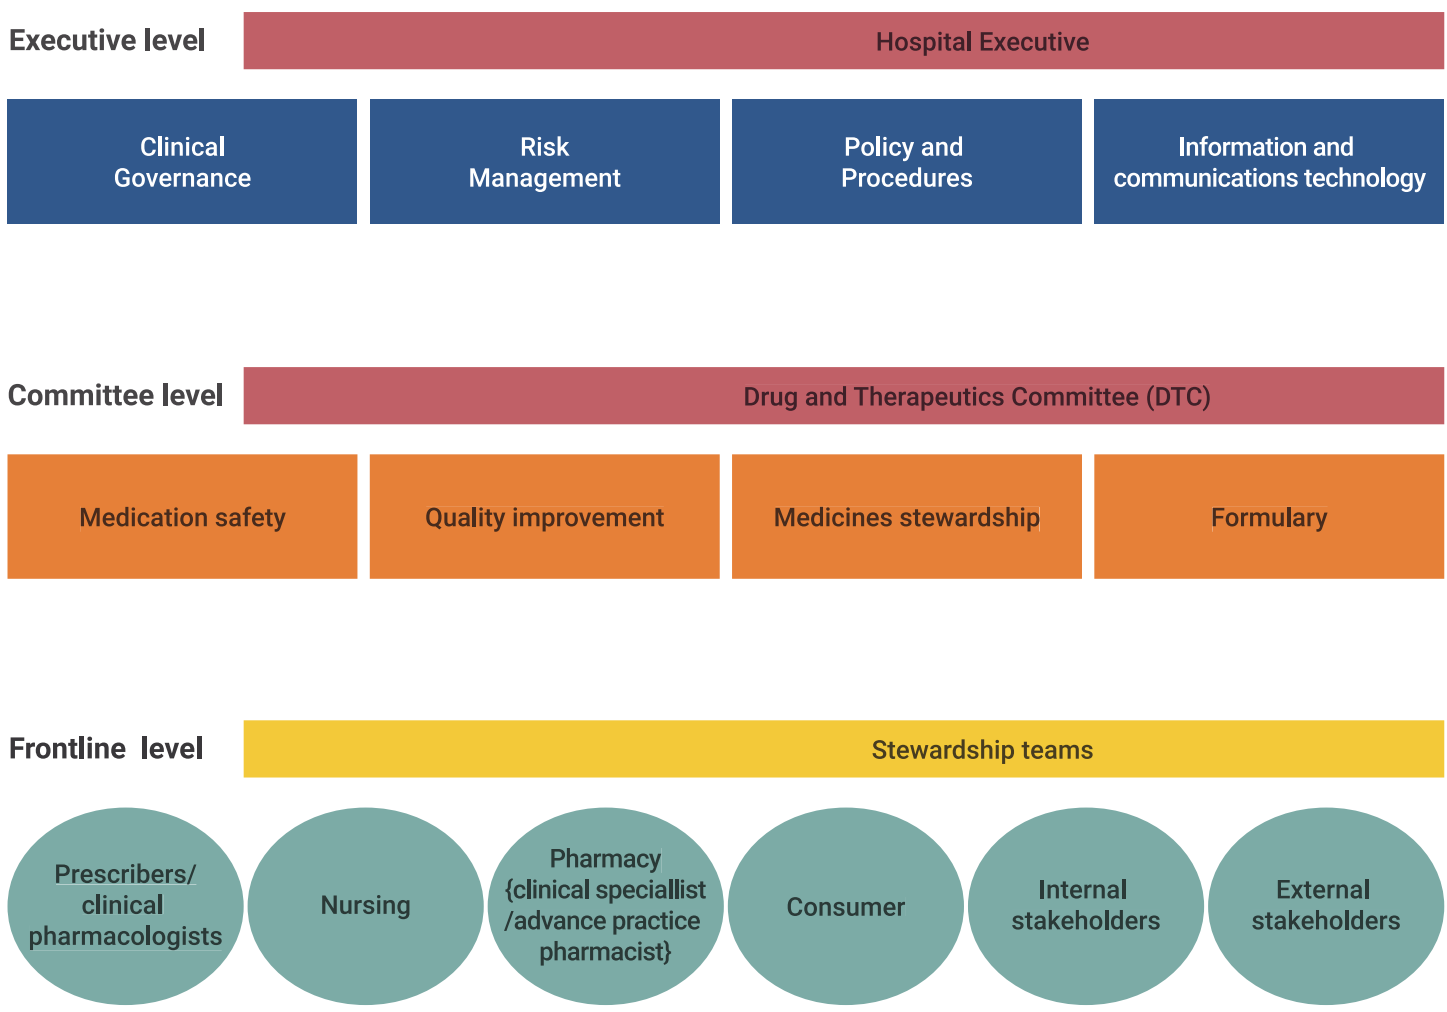 Executive level
Hospital Executive
Clinical
Governance
Risk
Management
Policy and
Procedures
Information and
communications technology
Committee level
Drug and Therapeutics Committee (DTC)
Medication safety
Quality improvement
Medicines stewardship
Formulary
Frontline level
Stewardship teams
Prescribers/
clinical
pharmacologists
Nursing
Pharmacy
{clinical speciallist
/advance practice
pharmacist}
Consumer
Internal
stakeholders
External
stakeholders